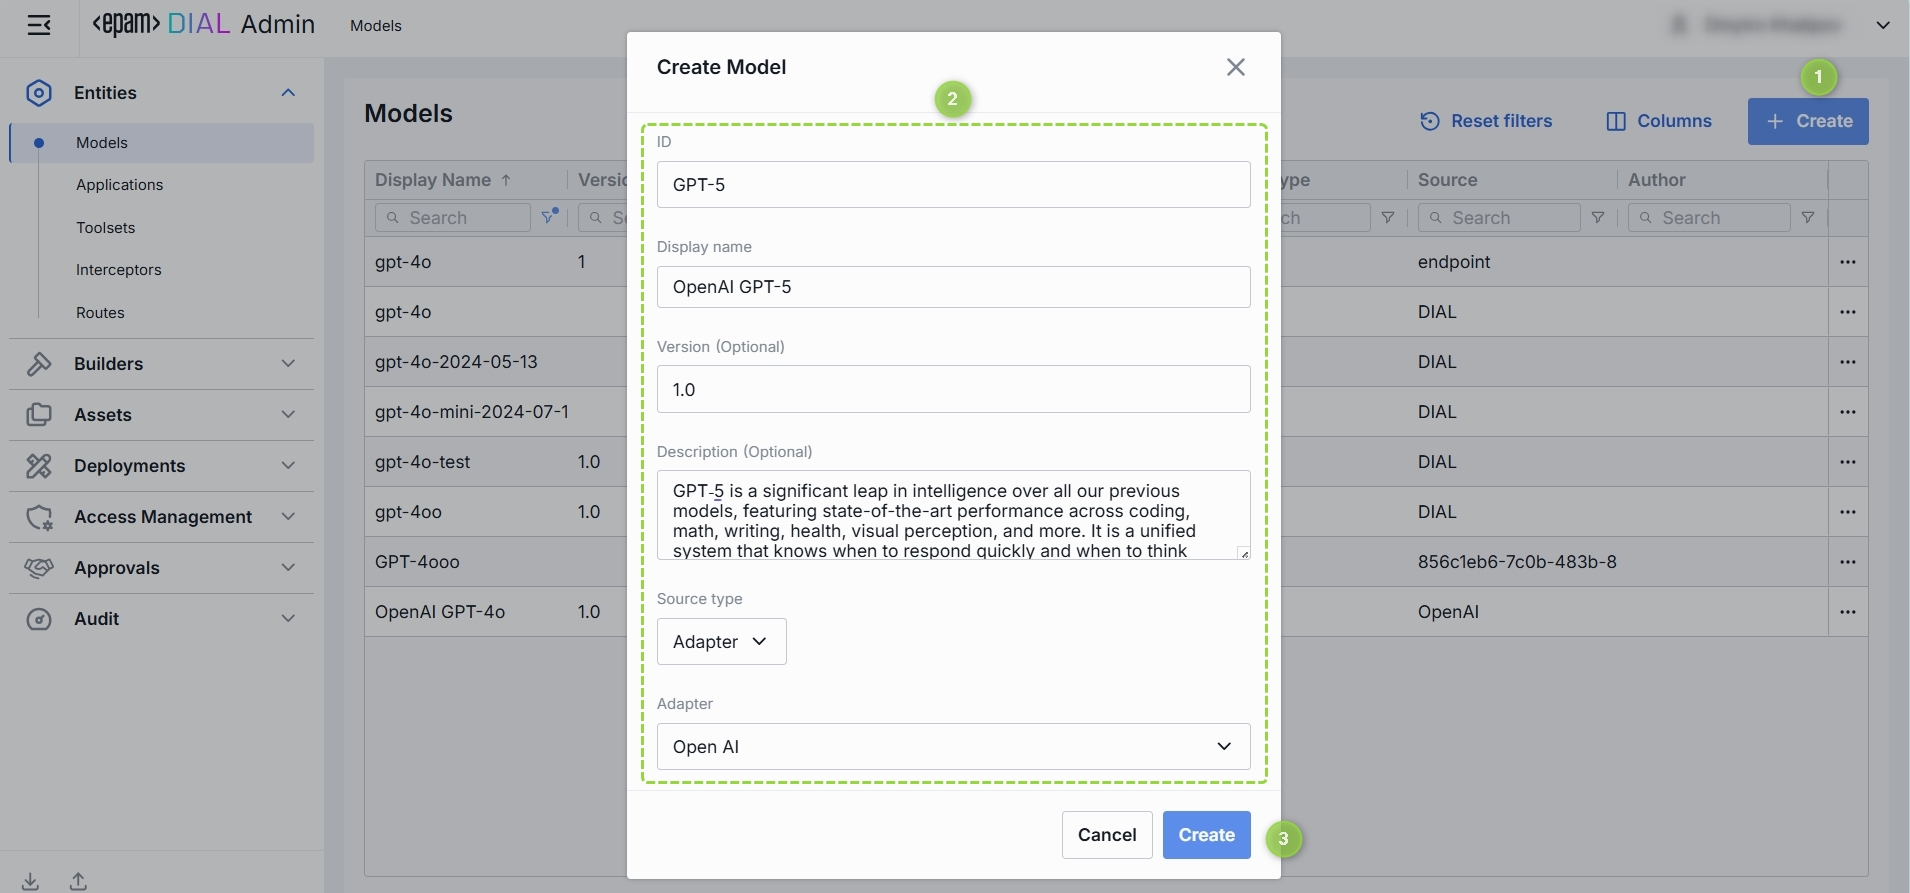 <epam> DIAL Admin
Models
1
Entities
Models
Applications
Toolsets
Interceptors
Routes
Builders
Assets
Deployments
Access Management
Approvals
Audit
Models
Reset filters
Columns
+ Create
Display Name ↑
Source
Author
Search
Search
Search
gpt-4o 1 endpoint ...
gpt-4o DIAL ...
gpt-4o-2024-05-13 DIAL ...
gpt-4o-mini-2024-07-1 DIAL ...
gpt-4o-test 1.0 DIAL ...
gpt-4oo 1.0 DIAL ...
GPT-4ooo 856c1eb6-7c0b-483b-8 ...
OpenAI GPT-4o 1.0 OpenAI ...
Create Model
2
ID
GPT-5
Display name
OpenAI GPT-5
Version (Optional)
1.0
Description (Optional)
GPT-5 is a significant leap in intelligence over all our previous
models, featuring state-of-the-art performance across coding,
math, writing, health, visual perception, and more. It is a unified
system that knows when to respond quickly and when to think
Source type
Adapter
Adapter
Open AI
Cancel
Create
3